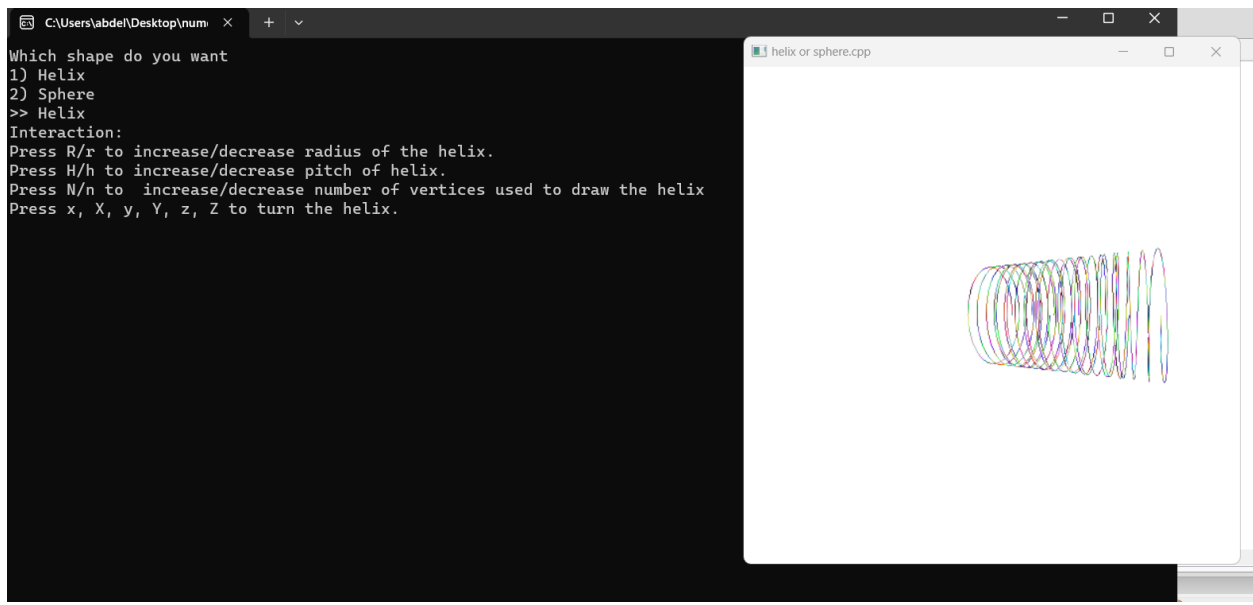 C:\Users\abdel\Desktop\num
Which shape do you want
1) Helix
2) Sphere
>> Helix
Interaction:
Press R/r to increase/decrease radius of the helix.
Press H/h to increase/decrease pitch of helix.
Press N/n to  increase/decrease number of vertices used to draw the helix
Press x, X, y, Y, z, Z to turn the helix.
helix or sphere.cpp